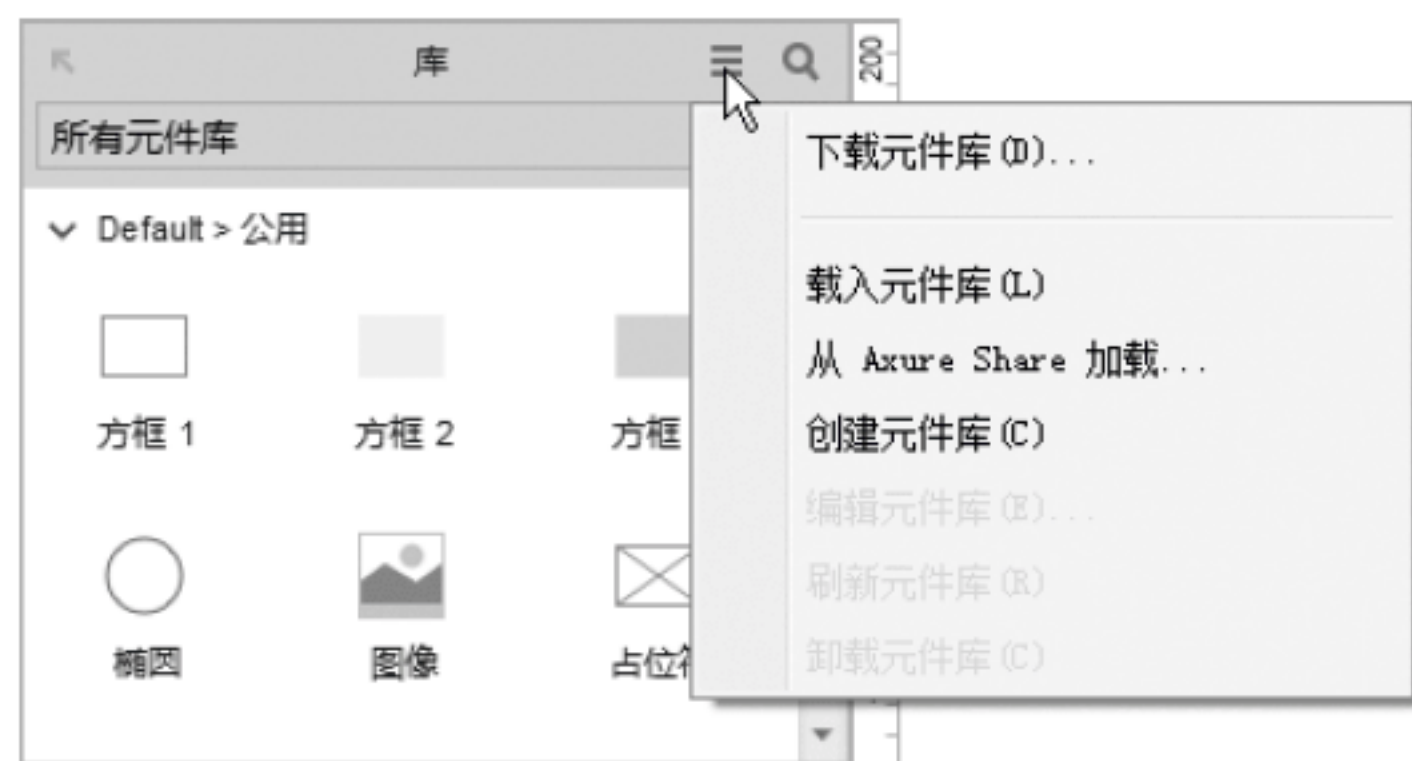 库
200
所有元件库
Default > 公用
方框 1
方框 2
方框
椭圆
图像
占位
下载元件库(D)...
载入元件库(L)
从 Axure Share 加载...
创建元件库(C)
编辑元件库(E)...
刷新元件库(R)
卸载元件库(C)